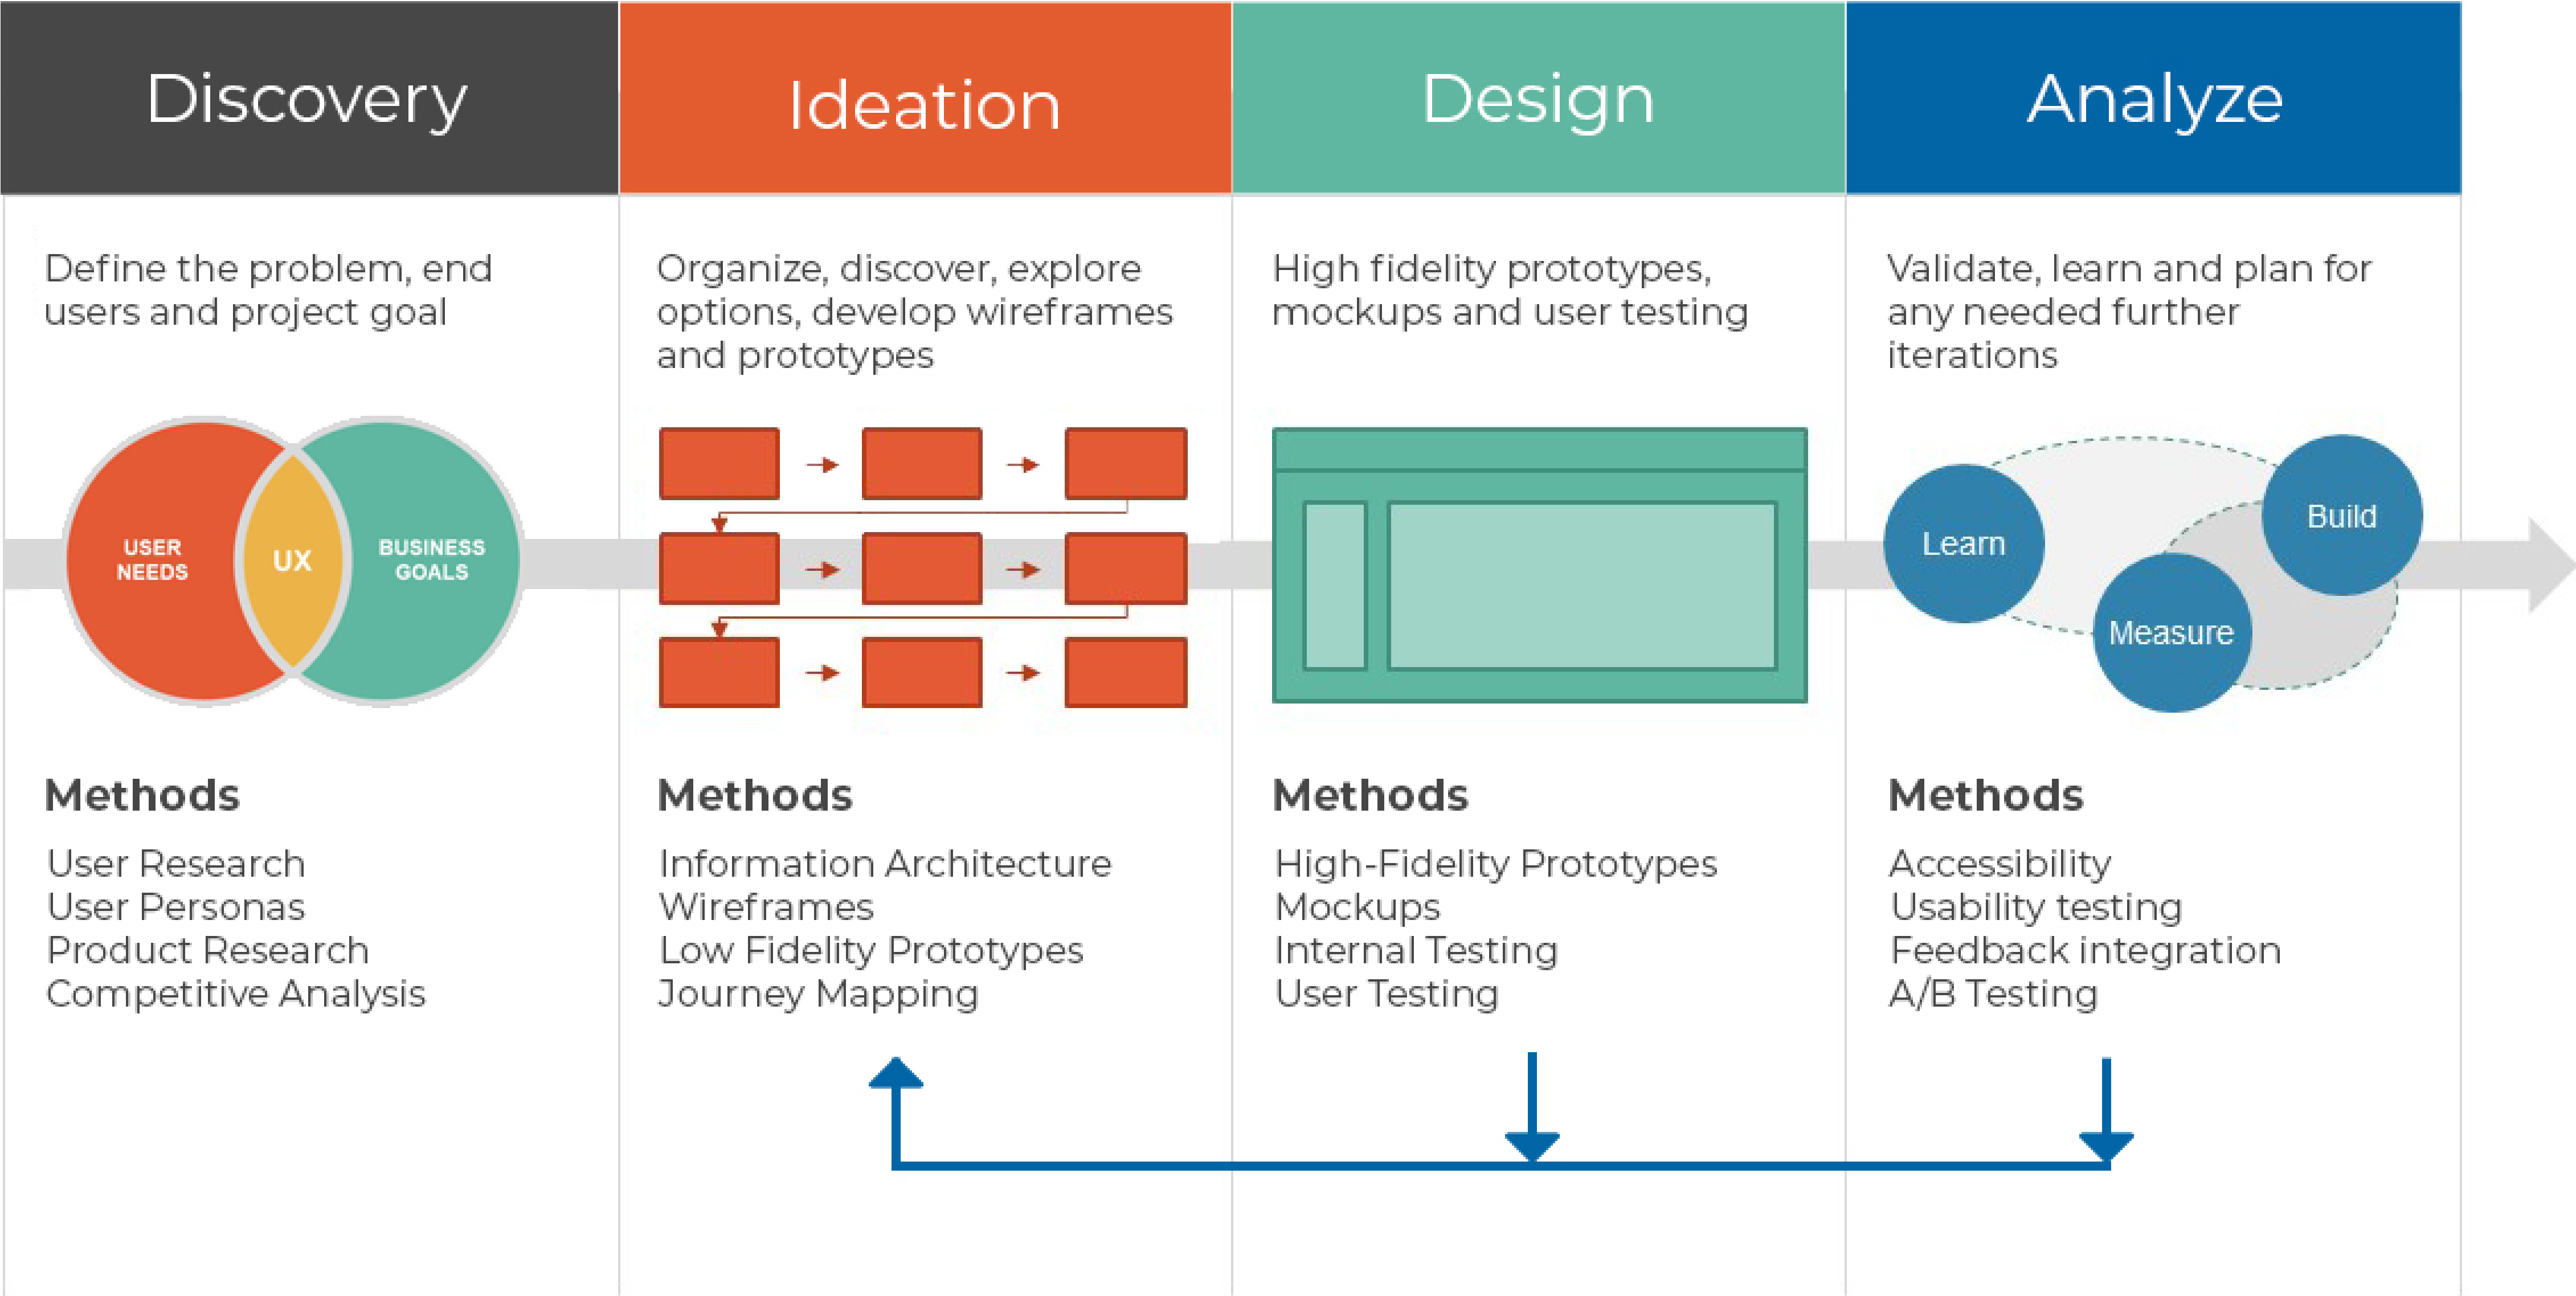 Discovery
Define the problem, end
users and project goal
USER
NEEDS
UX
BUSINESS
GOALS
Methods
User Research
User Personas
Product Research
Competitive Analysis
Ideation
Organize, discover, explore
options, develop wireframes
and prototypes
Methods
Information Architecture
Wireframes
Low Fidelity Prototypes
Journey Mapping
Design
High fidelity prototypes,
mockups and user testing
Methods
High-Fidelity Prototypes
Mockups
Internal Testing
User Testing
Analyze
Validate, learn and plan for
any needed further
iterations
Learn
Build
Measure
Methods
Accessibility
Usability testing
Feedback integration
A/B Testing